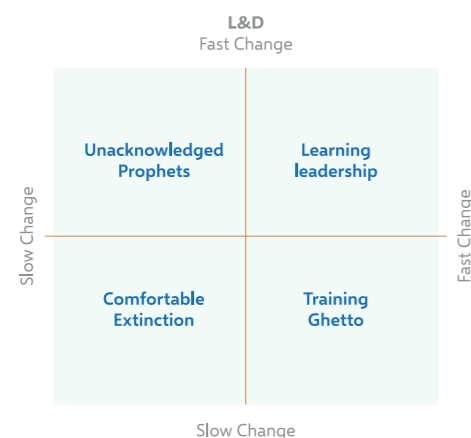 L&D
Fast Change
Unacknowledged
Prophets
Learning
leadership
Slow Change
Fast Change
Comfortable
Extinction
Training
Ghetto
Slow Change